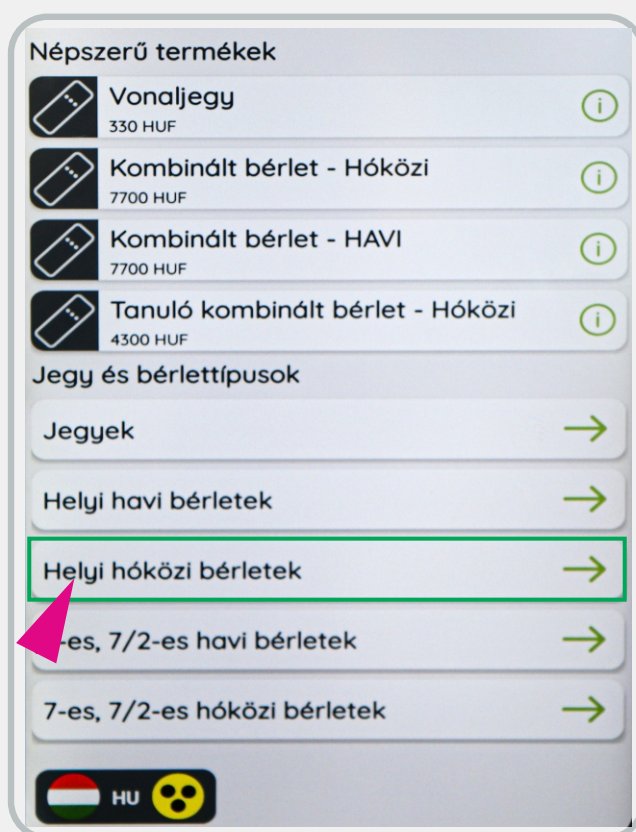 Népszerű termékek
Vonaljegy
330 HUF
Kombinált bérlet - Hóközi
7700 HUF
Kombinált bérlet - HAVI
7700 HUF
Tanuló kombinált bérlet - Hóközi
4300 HUF
Jegy és bérlettípusok
Jegyek
Helyi havi bérletek
Helyi hóközi bérletek
-es, 7/2-es havi bérletek
7-es, 7/2-es hóközi bérletek
HU